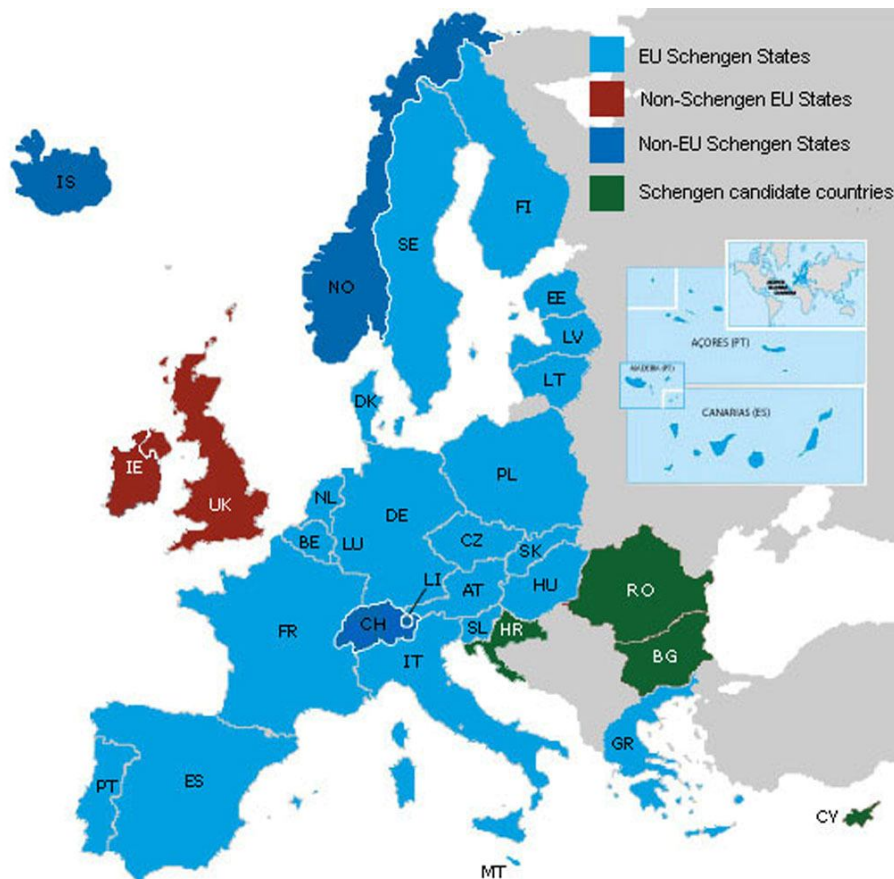 EU Schengen States
Non-Schengen EU States
Non-EU Schengen States
Schengen candidate countries
IS
FI
SE
NO
EE
LV
LT
DK
AÇORES (PT)
MADEIRA (PT)
CANARIAS (ES)
IE
UK
NL
PL
DE
BE
LU
CZ
SK
LI
AT
HU
RO
FR
CH
SL
HR
IT
BG
GR
PT
ES
CY
MT